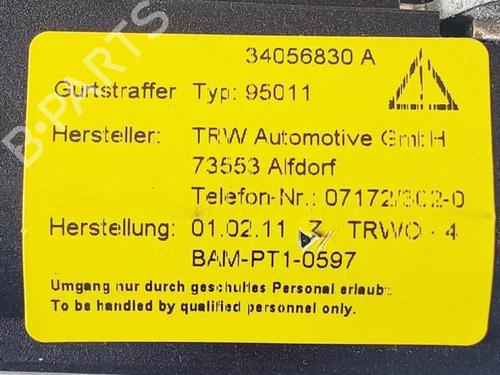 34056830 A
Gurtstraffer Typ: 95011
Hersteller: TRW Automotive GmbH
73553 Alfdorf
Telefon-Nr.: 07172/302-0
Herstellung: 01.02.11 Z TRWO - 4
BAM-PT1-0597
Umgang nur durch geschultes Personal erlaubt
To be handled by qualified personnel only.
B-PARTS